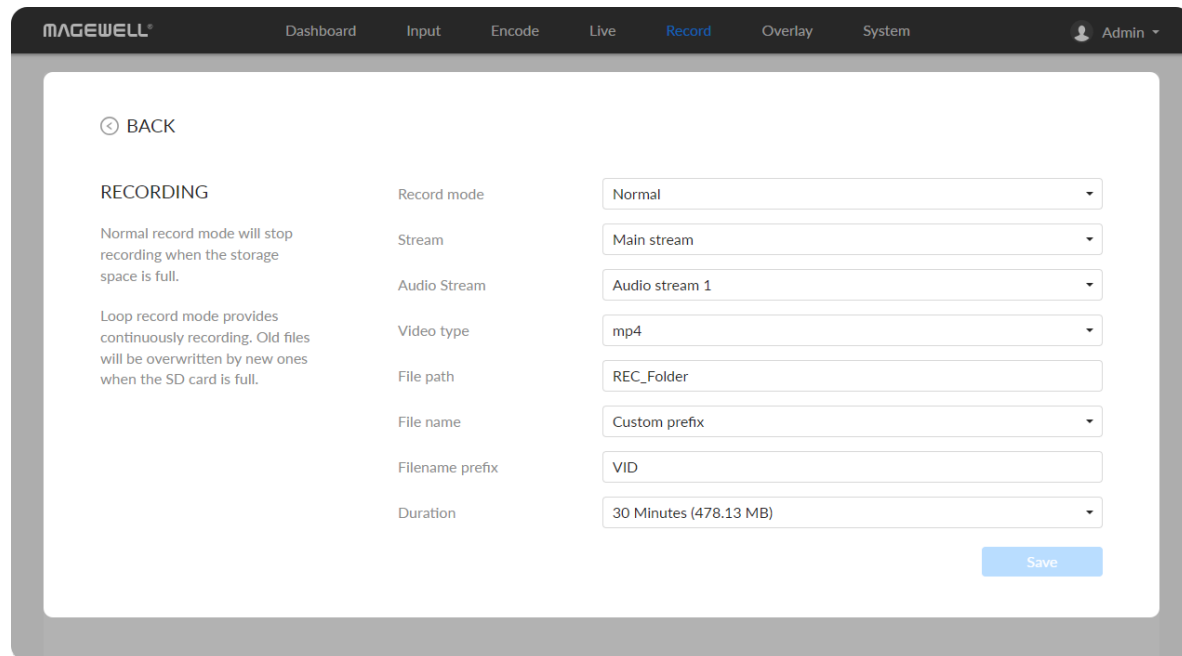 MAGEWELL®
Dashboard Input Encode Live Record Overlay System Admin
BACK
RECORDING
Normal record mode will stop
recording when the storage
space is full.
Loop record mode provides
continuously recording. Old files
will be overwritten by new ones
when the SD card is full.
Record mode Normal
Stream Main stream
Audio Stream Audio stream 1
Video type mp4
File path REC_Folder
File name Custom prefix
Filename prefix VID
Duration 30 Minutes (478.13 MB)
Save